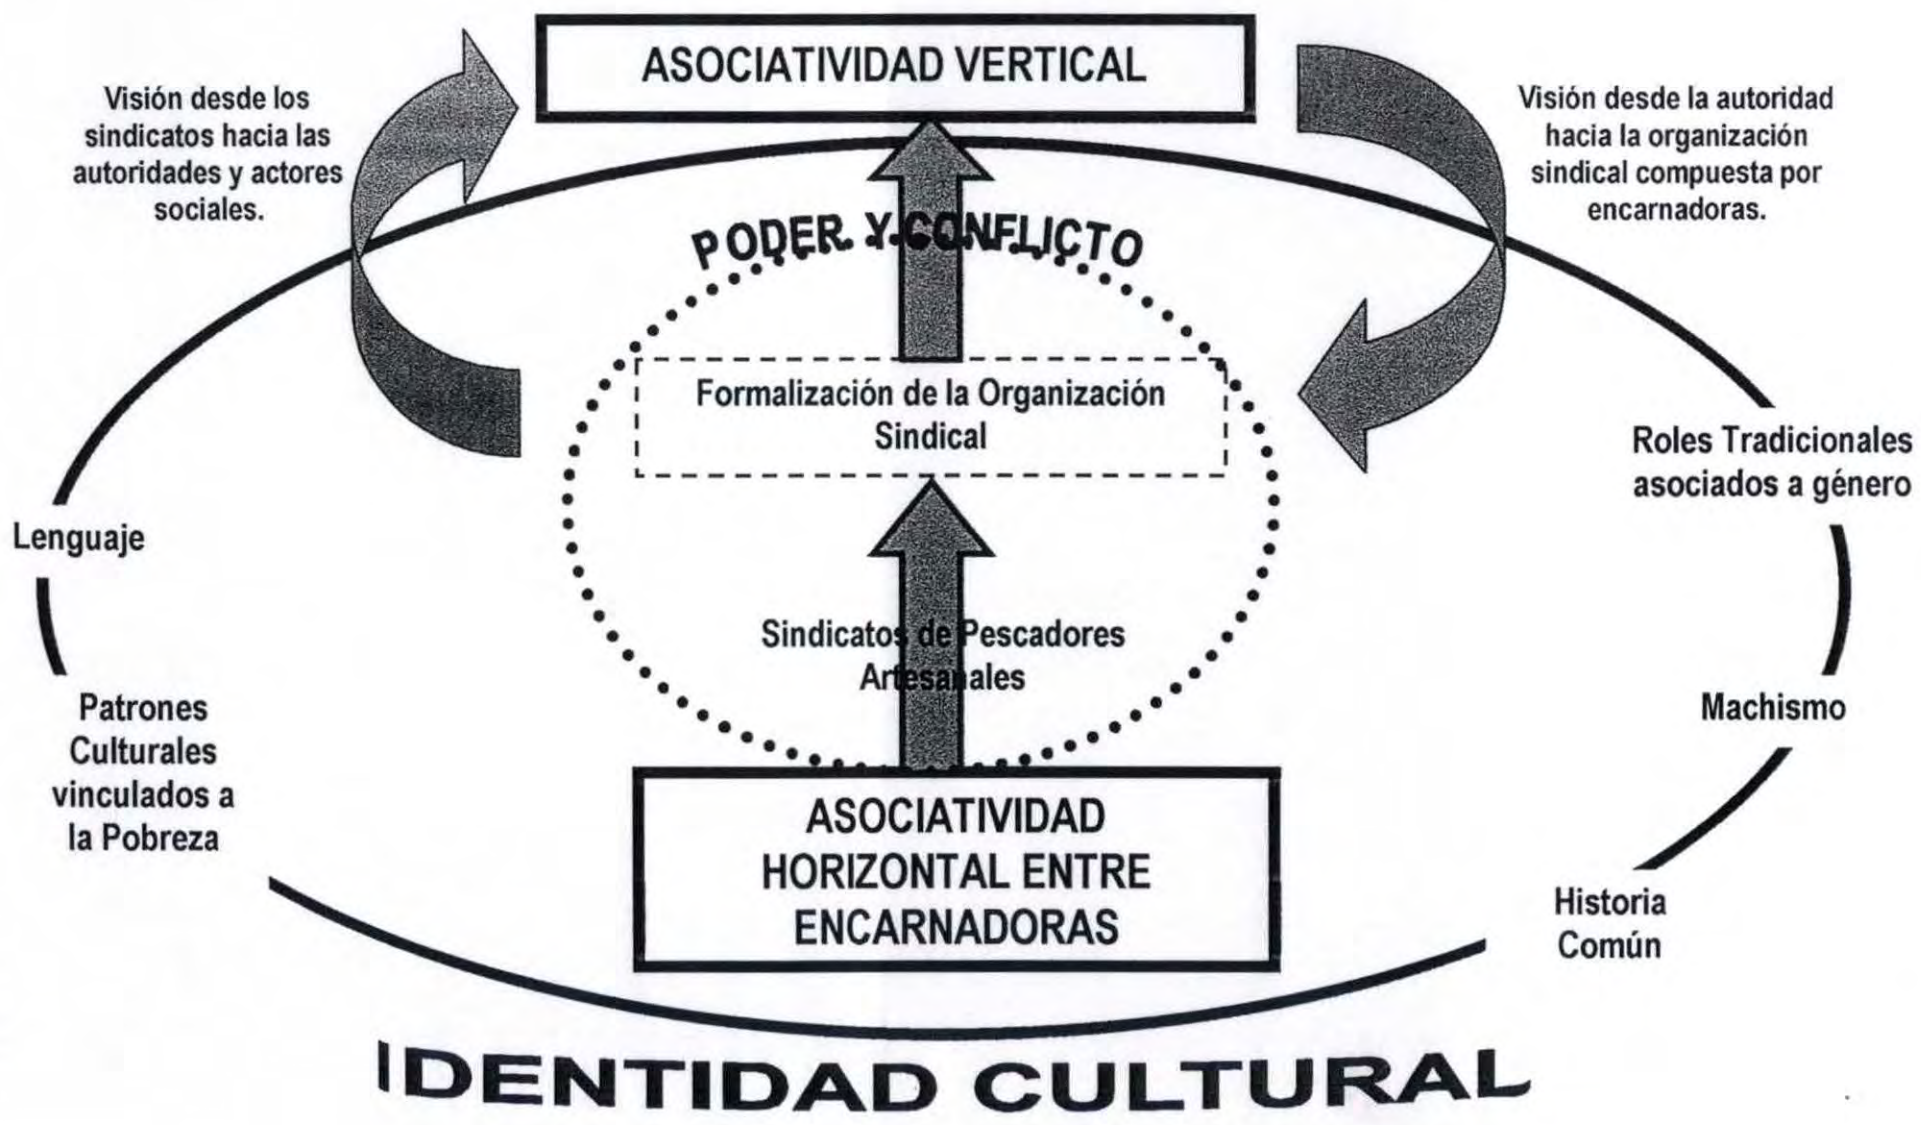 ASOCIATIVIDAD VERTICAL
Visión desde los
sindicatos hacia las
autoridades y actores
sociales.
Visión desde la autoridad
hacia la organización
sindical compuesta por
encarnadoras.
PODER Y CONFLICTO
Formalización de la Organización
Sindical
Roles Tradicionales
asociados a género
Lenguaje
Sindicatos de Pescadores
Artesanales
Patrones
Culturales
vinculados a
la Pobreza
Machismo
ASOCIATIVIDAD
HORIZONTAL ENTRE
ENCARNADORAS
Historia
Común
IDENTIDAD CULTURAL